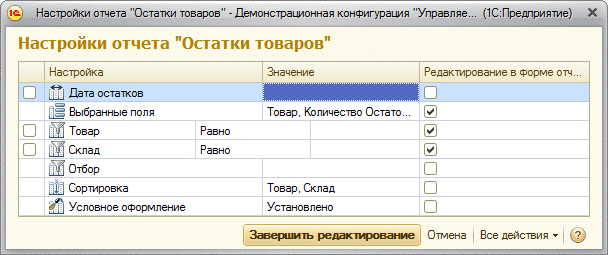 Настройки отчета "Остатки товаров" - Демонстрационная конфигурация "Управляе... (1С:Предприятие)
Настройки отчета "Остатки товаров"
Настройка Значение Редактирование в форме отч...
Дата остатков
Выбранные поля Товар, Количество Остато...
Товар Равно
Склад Равно
Отбор
Сортировка Товар, Склад
Условное оформление Установлено
Завершить редактирование Отмена Все действия ?